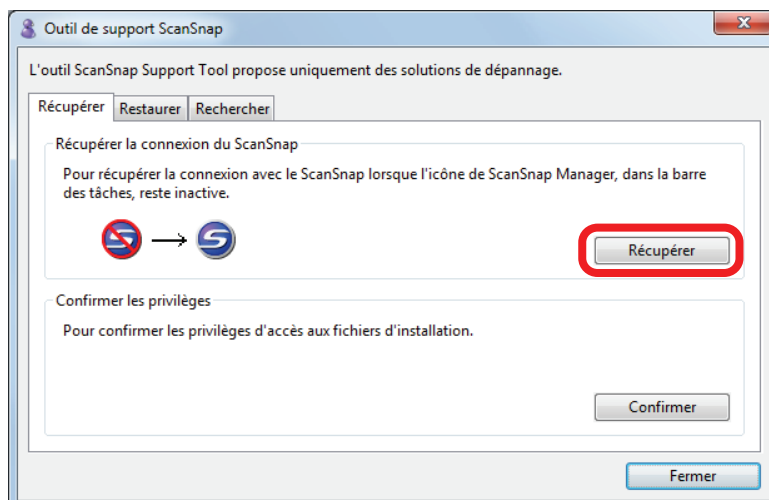 Outil de support ScanSnap
L'outil ScanSnap Support Tool propose uniquement des solutions de dépannage.
Récupérer Restaurer Rechercher
Récupérer la connexion du ScanSnap
Pour récupérer la connexion avec le ScanSnap lorsque l'icône de ScanSnap Manager, dans la barre
des tâches, reste inactive.
Récupérer
Confirmer les privilèges
Pour confirmer les privilèges d'accès aux fichiers d'installation.
Confirmer
Fermer